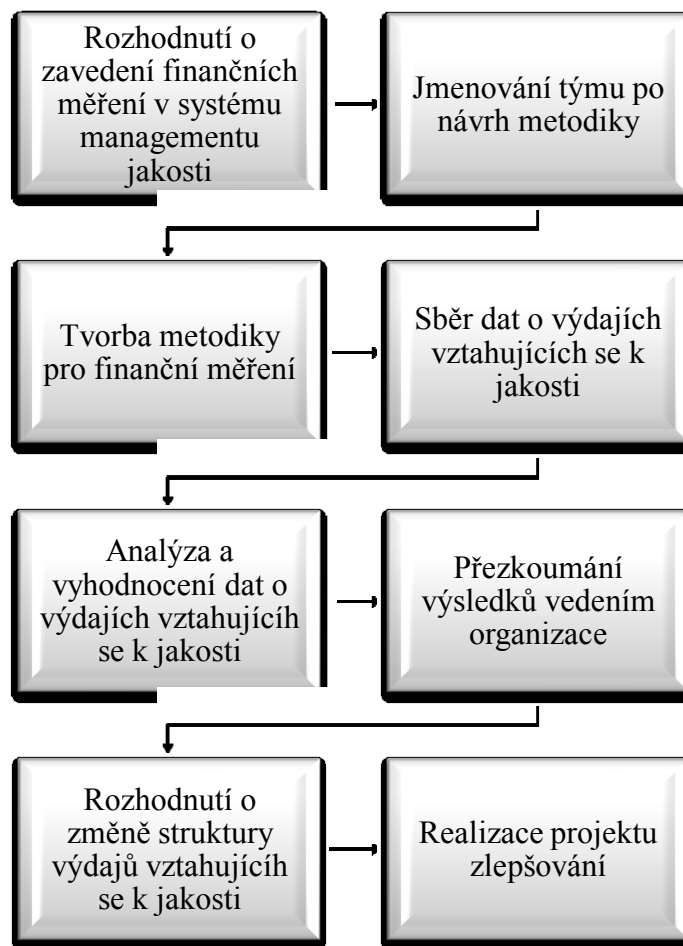 Rozhodnutí o
zavedení finančních
měření v systému
managementu
jakosti
Jmenování týmu po
návrh metodiky
Tvorba metodiky
pro finanční měření
Sběr dat o výdajích
vztahujících se k
jakosti
Analýza a
vyhodnocení dat o
výdajích vztahujícíh
se k jakosti
Přezkoumání
výsledků vedením
organizace
Rozhodnutí o
změně struktury
výdajů vztahujícíh
se k jakosti
Realizace projektu
zlepšování